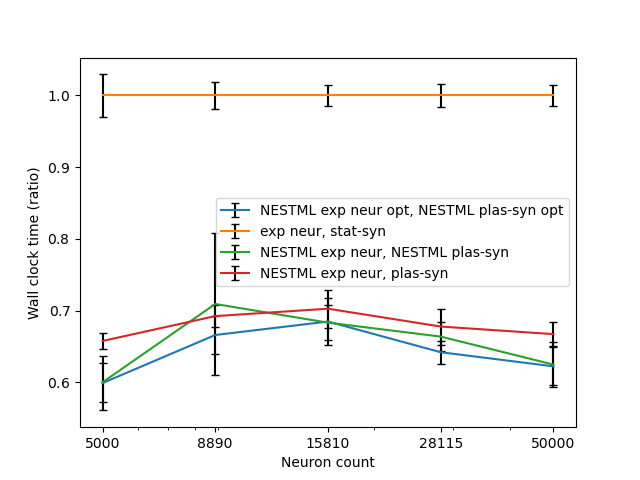 1.0
0.9
0.8
0.7
0.6
Wall clock time (ratio)
NESTML exp neur opt, NESTML plas-syn opt
exp neur, stat-syn
NESTML exp neur, NESTML plas-syn
NESTML exp neur, plas-syn
5000 8890 15810 28115 50000
Neuron count